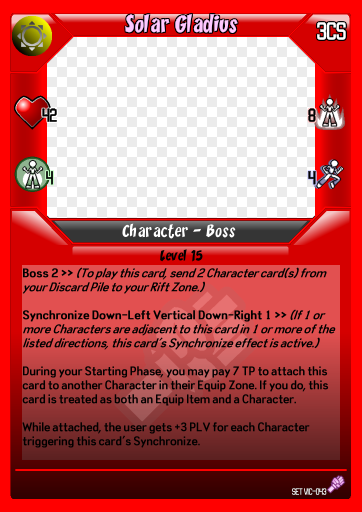 Solar Gladius
3CS
42
8
4
4
Character - Boss
Level 15
Boss 2 >> (To play this card, send 2 Character card(s) from
your Discard Pile to your Rift Zone.)
Synchronize Down-Left Vertical Down-Right 1 >> (If 1 or
more Characters are adjacent to this card in 1 or more of the
listed directions, this card's Synchronize effect is active.)
During your Starting Phase, you may pay 7 TP to attach this
card to another Character in their Equip Zone. If you do, this
card is treated as both an Equip Item and a Character.
While attached, the user gets +3 PLV for each Character
triggering this card's Synchronize.
SET VIC-043